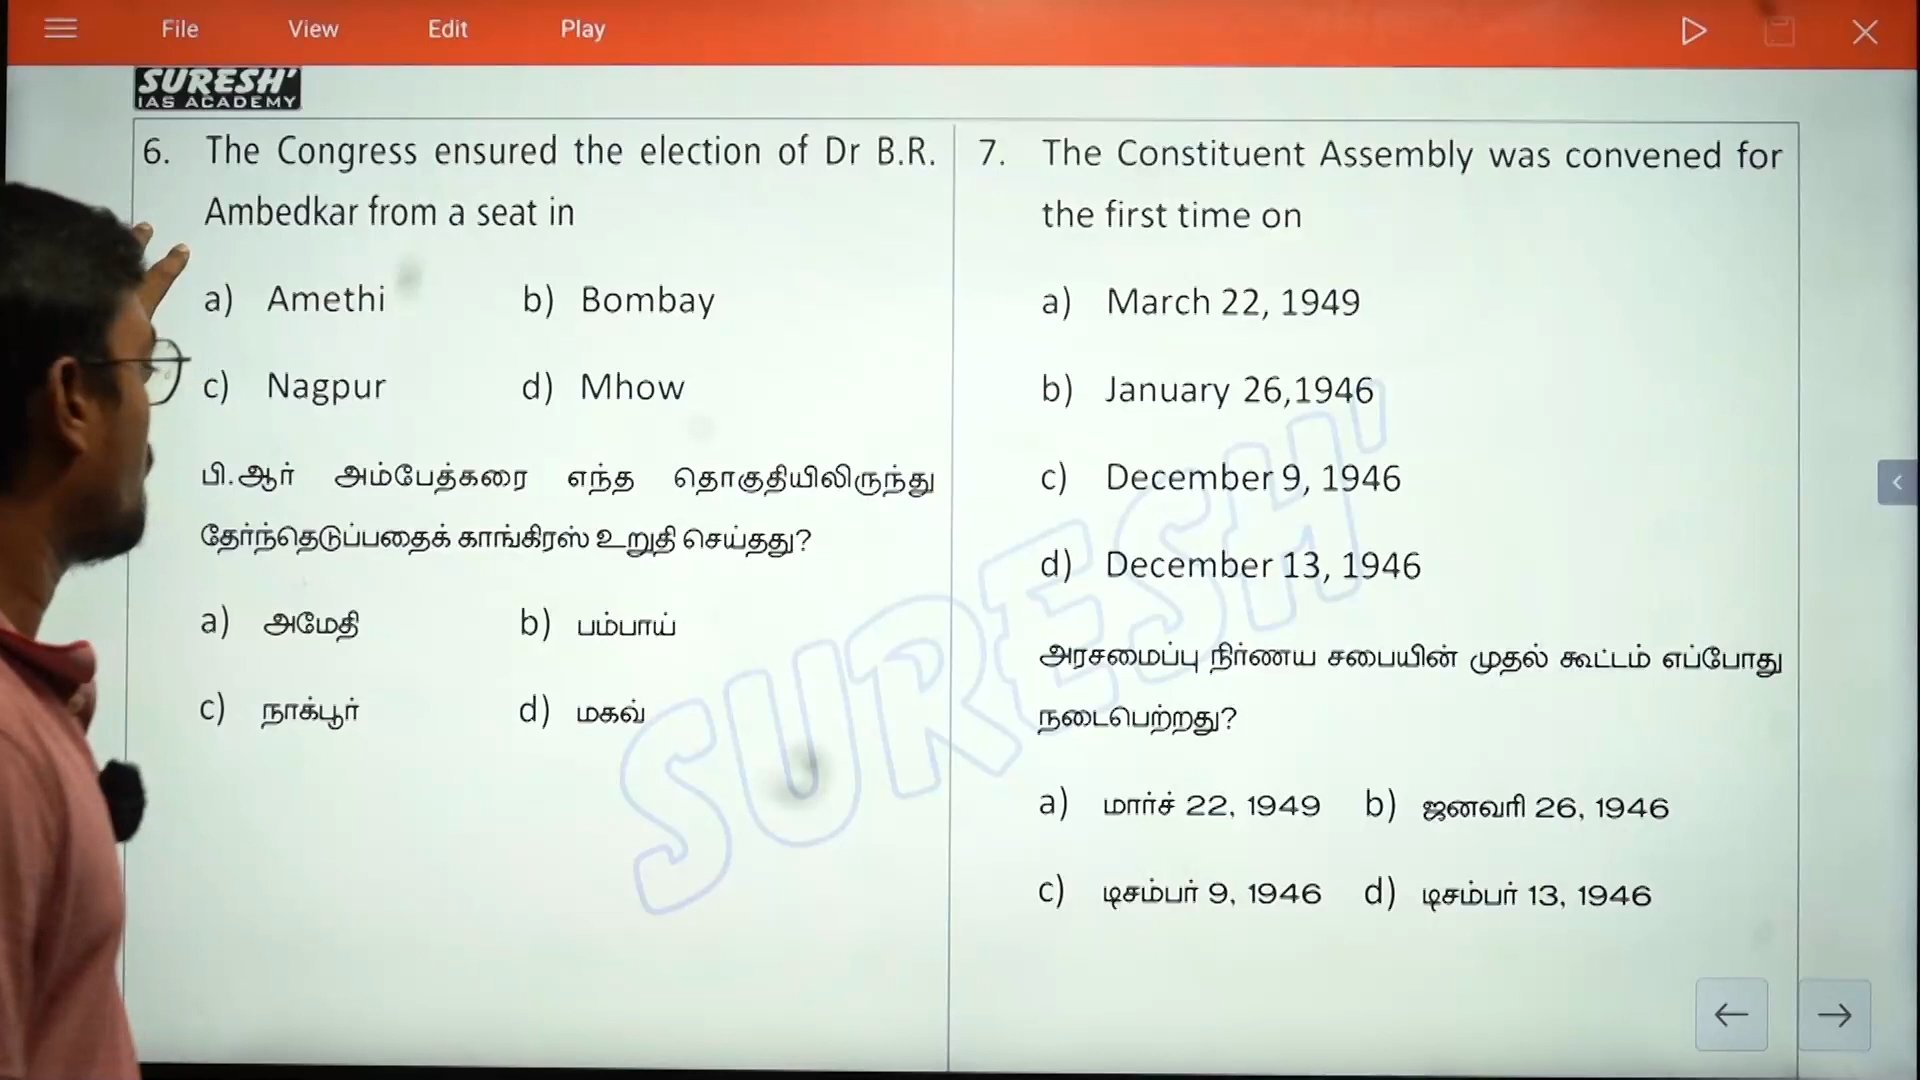 File View Edit Play
SURESH'
IAS ACADEMY
6. The Congress ensured the election of Dr B.R.
Ambedkar from a seat in
a) Amethi b) Bombay
c) Nagpur d) Mhow
பி.ஆர் அம்பேத்கரை எந்த தொகுதியிலிருந்து
தேர்ந்தெடுப்பதைக் காங்கிரஸ் உறுதி செய்தது?
a) அமேதி b) பம்பாய்
c) நாக்பூர் d) மகவ்
7. The Constituent Assembly was convened for
the first time on
a) March 22, 1949
b) January 26,1946
c) December 9, 1946
d) December 13, 1946
அரசமைப்பு நிர்ணய சபையின் முதல் கூட்டம் எப்போது
நடைபெற்றது?
a) மார்ச் 22, 1949 b) ஜனவரி 26, 1946
c) டிசம்பர் 9, 1946 d) டிசம்பர் 13, 1946
SURESH'